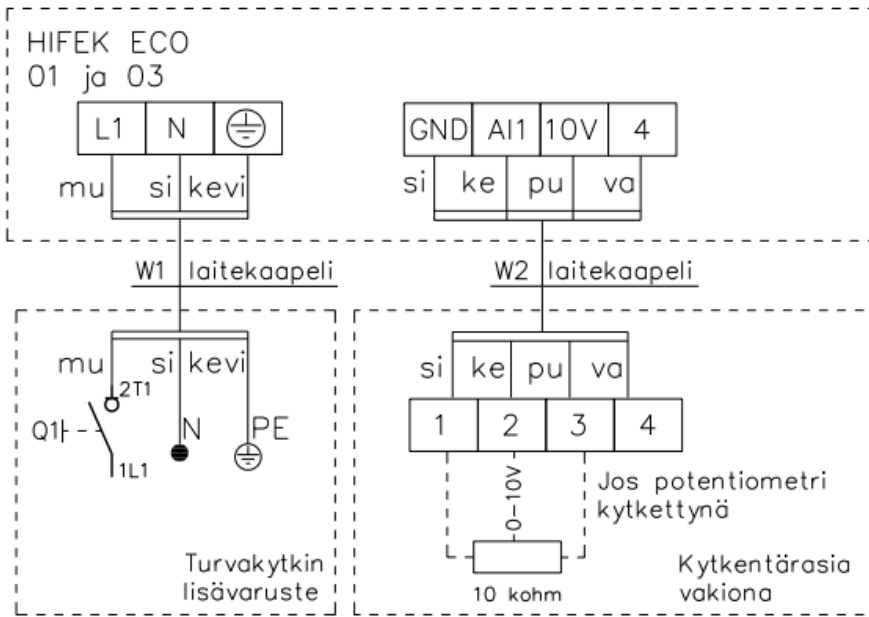 HIFEK ECO
01 ja 03
L1 N
GND AI1 10V 4
mu si kevi
si ke pu va
W1 laitekaapeli
W2 laitekaapeli
mu si kevi
2T1
Q1 N PE
1L1
Turvakytkin
lisävaruste
si ke pu va
1 2 3 4
0-10V
Jos potentiometri
kytkettynä
10 kohm
Kytkentärasia
vakiona